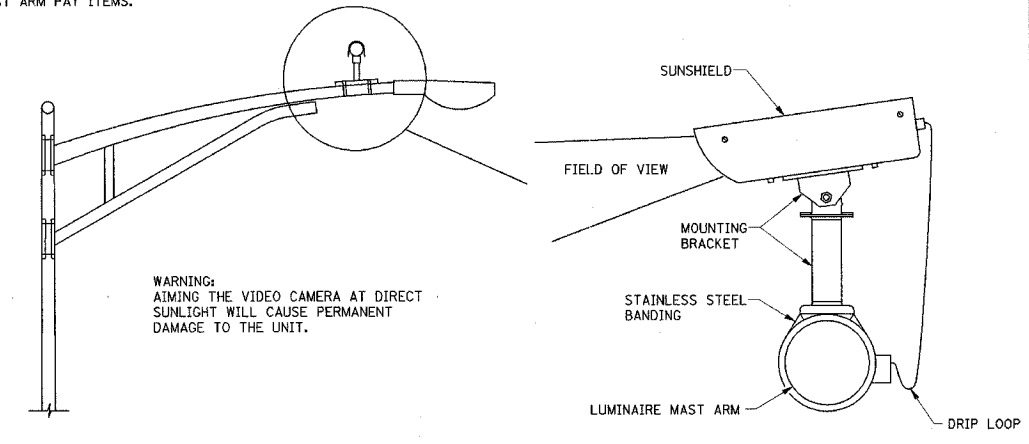 ST ARM PAY ITEMS.
SUNSHIELD
FIELD OF VIEW
MOUNTING
BRACKET
WARNING:
AIMING THE VIDEO CAMERA AT DIRECT
SUNLIGHT WILL CAUSE PERMANENT
DAMAGE TO THE UNIT.
STAINLESS STEEL
BANDING
LUMINAIRE MAST ARM
DRIP LOOP